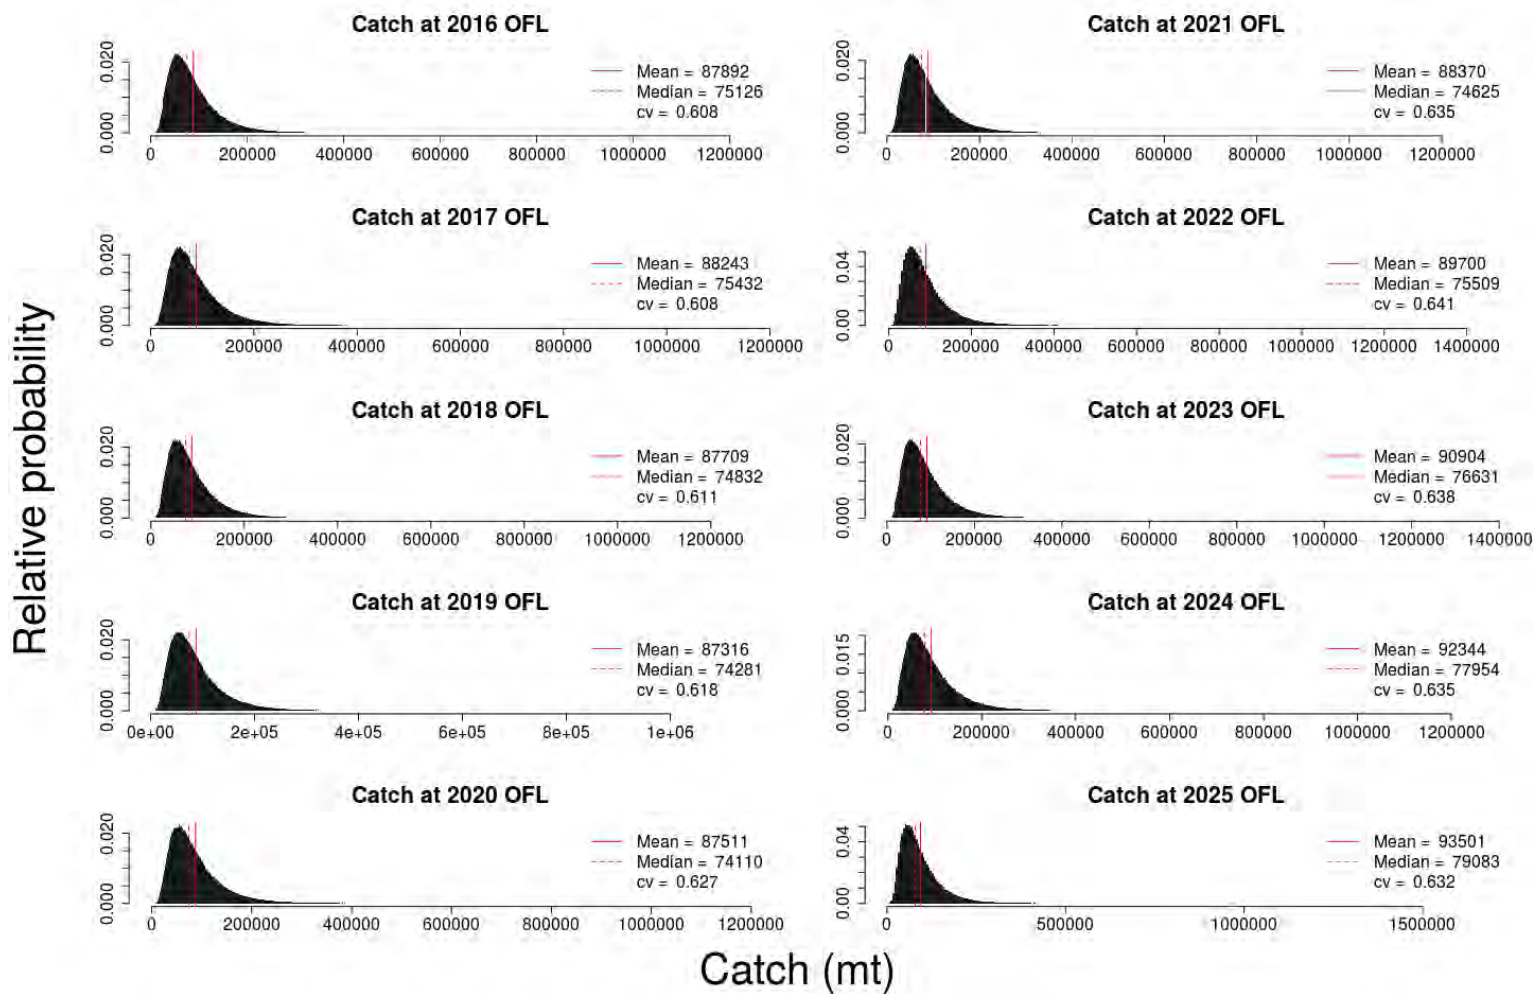 Relative probability
Catch at 2016 OFL
0.000 0.020
Mean = 87892
Median = 75126
cv = 0.608
0 200000 400000 600000 800000 1000000 1200000
Catch at 2017 OFL
0.000 0.020
Mean = 88243
Median = 75432
cv = 0.608
0 200000 400000 600000 800000 1000000 1200000
Catch at 2018 OFL
0.000 0.020
Mean = 87709
Median = 74832
cv = 0.611
0 200000 400000 600000 800000 1000000 1200000
Catch at 2019 OFL
0.000 0.020
Mean = 87316
Median = 74281
cv = 0.618
0e+00 2e+05 4e+05 6e+05 8e+05 1e+06
Catch at 2020 OFL
0.000 0.020
Mean = 87511
Median = 74110
cv = 0.627
0 200000 400000 600000 800000 1000000 1200000
Catch at 2021 OFL
0.000 0.020
Mean = 88370
Median = 74625
cv = 0.635
0 200000 400000 600000 800000 1000000 1200000
Catch at 2022 OFL
0.00 0.04
Mean = 89700
Median = 75509
cv = 0.641
0 200000 400000 600000 800000 1000000 1200000 1400000
Catch at 2023 OFL
0.000 0.020
Mean = 90904
Median = 76631
cv = 0.638
0 200000 400000 600000 800000 1000000 1200000 1400000
Catch at 2024 OFL
0.000 0.015
Mean = 92344
Median = 77954
cv = 0.635
0 200000 400000 600000 800000 1000000 1200000
Catch at 2025 OFL
0.00 0.04
Mean = 93501
Median = 79083
cv = 0.632
0 500000 1000000 1500000
Catch (mt)